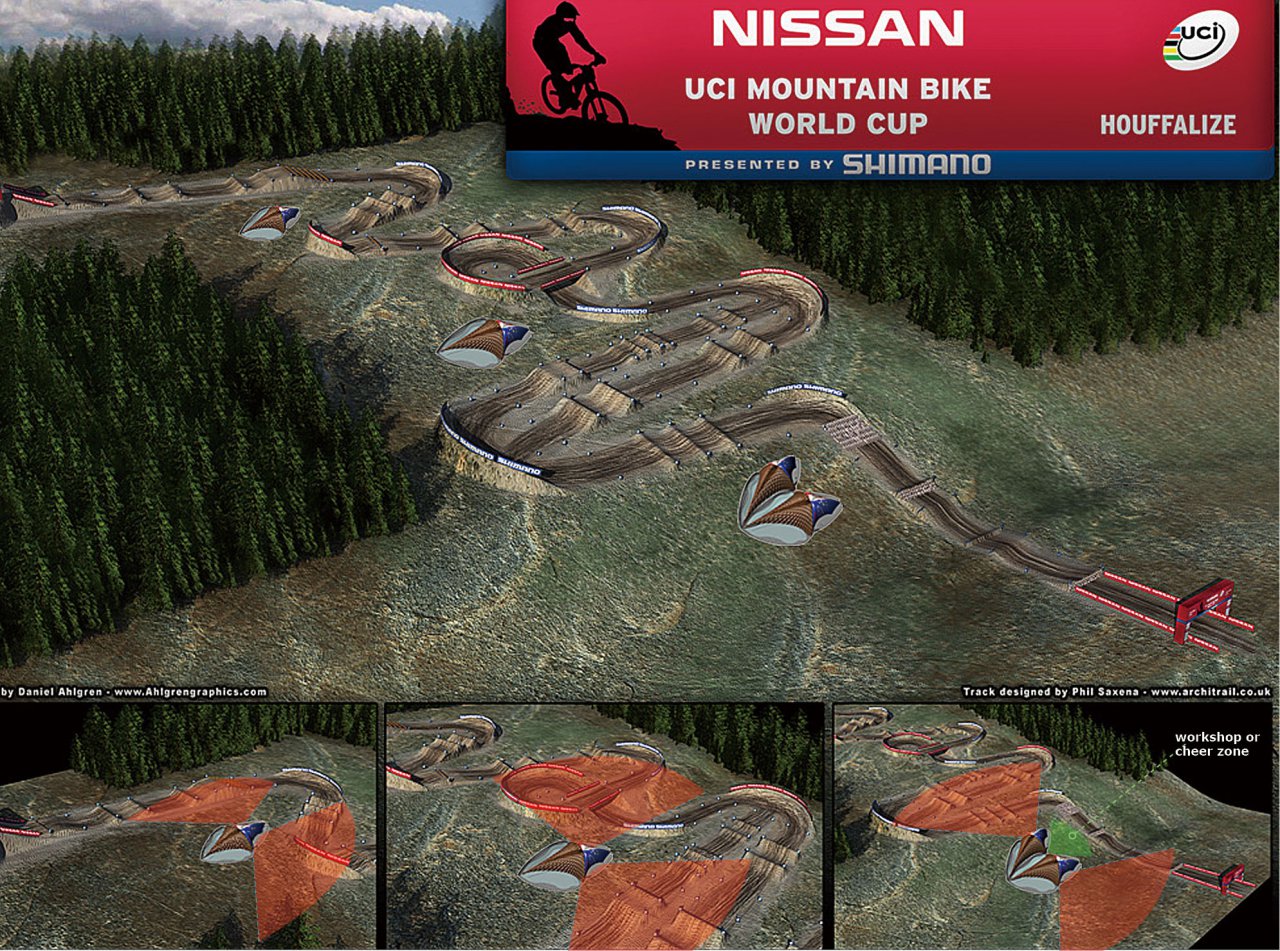 NISSAN
uci
UCI MOUNTAIN BIKE
WORLD CUP
HOUFFALIZE
PRESENTED BY SHIMANO
by Daniel Ahlgren - www.Ahlgrengraphics.com
Track designed by Phil Saxena - www.architrail.co.uk
workshop or
cheer zone